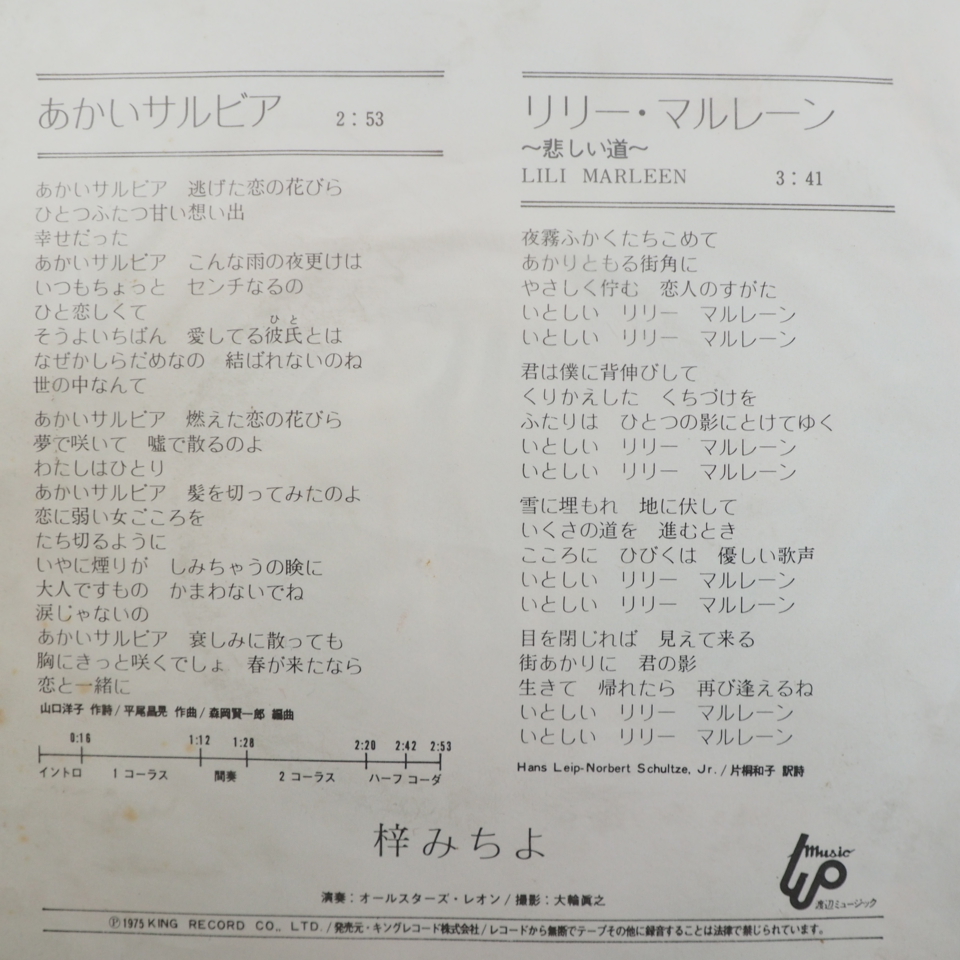 あかいサルビア 2:53
あかいサルビア 逃げた恋の花びら
ひとつふたつ甘い想い出
幸せだった
あかいサルビア こんな雨の夜更けは
いつもちょっと センチなるの
ひと恋しくて
ひと
そうよいちばん 愛してる彼氏とは
なぜかしらだめなの 結ばれないのね
世の中なんて
あかいサルビア 燃えた恋の花びら
夢で咲いて 嘘で散るのよ
わたしはひとり
あかいサルビア 髪を切ってみたのよ
恋に弱い女ごころを
たち切るように
いやに煙りが しみちゃうの瞼に
大人ですもの かまわないでね
涙じゃないの
あかいサルビア 哀しみに散っても
胸にきっと咲くでしょ 春が来たなら
恋と一緒に
山口洋子 作詩/平尾昌晃 作曲/森岡賢一郎 編曲
0:16 1:12 1:28 2:20 2:42 2:53
イントロ 1 コーラス 間奏 2 コーラス ハーフ コーダ
リリー・マルレーン
〜悲しい道〜
LILI MARLEEN 3:41
夜霧ふかくたちこめて
あかりともる街角に
やさしく佇む 恋人のすがた
いとしい リリー マルレーン
いとしい リリー マルレーン
君は僕に背伸びして
くりかえした くちづけを
ふたりは ひとつの影にとけてゆく
いとしい リリー マルレーン
いとしい リリー マルレーン
雪に埋もれ 地に伏して
いくさの道を 進むとき
こころに ひびくは 優しい歌声
いとしい リリー マルレーン
いとしい リリー マルレーン
目を閉じれば 見えて来る
街あかりに 君の影
生きて 帰れたら 再び逢えるね
いとしい リリー マルレーン
いとしい リリー マルレーン
Hans Leip-Norbert Schultze, Jr./片桐和子 訳詩
梓みちよ
演奏:オールスターズ・レオン/撮影:大輪眞之
Music
渡辺ミュージック
Ⓟ1975 KING RECORD CO., LTD./発売元・キングレコード株式会社/レコードから無断でテープその他に録音することは法律で禁じられています。